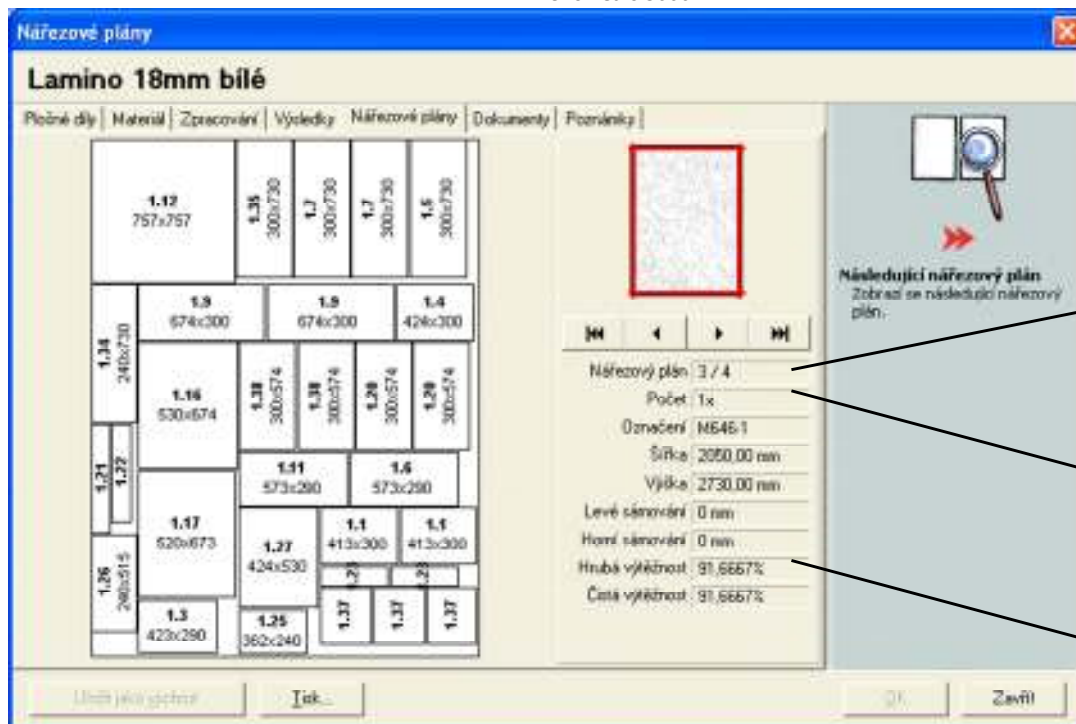 Nářezové plány
Lamino 18mm bílé
Plošné díly
Materiál
Zpracování
Výsledky
Nářezové plány
Dokumenty
Poznámky
1.12
757x757
1.35
300x730
1.7
300x730
1.7
300x730
1.5
300x730
1.9
674x300
1.9
674x300
1.4
424x300
1.34
240x730
1.16
530x674
1.38
300x574
1.38
300x574
1.20
300x574
1.20
300x574
1.21
1.22
1.11
573x290
1.6
573x290
1.17
520x673
1.27
424x530
1.1
413x300
1.1
413x300
1.26
240x515
1.3
423x290
1.25
362x240
1.37
1.37
1.37
Následující nářezový plán
Zobrazí se následující nářezový
plán.
Nářezový plán 3 / 4
Počet 1x
Označení M646-1
Šířka 2050,00 mm
Výška 2730,00 mm
Levé sámování 0 mm
Horní sámování 0 mm
Hrubá výtěžnost 91,6667%
Čistá výtěžnost 91,6667%
Tisk...
OK
Zavřít